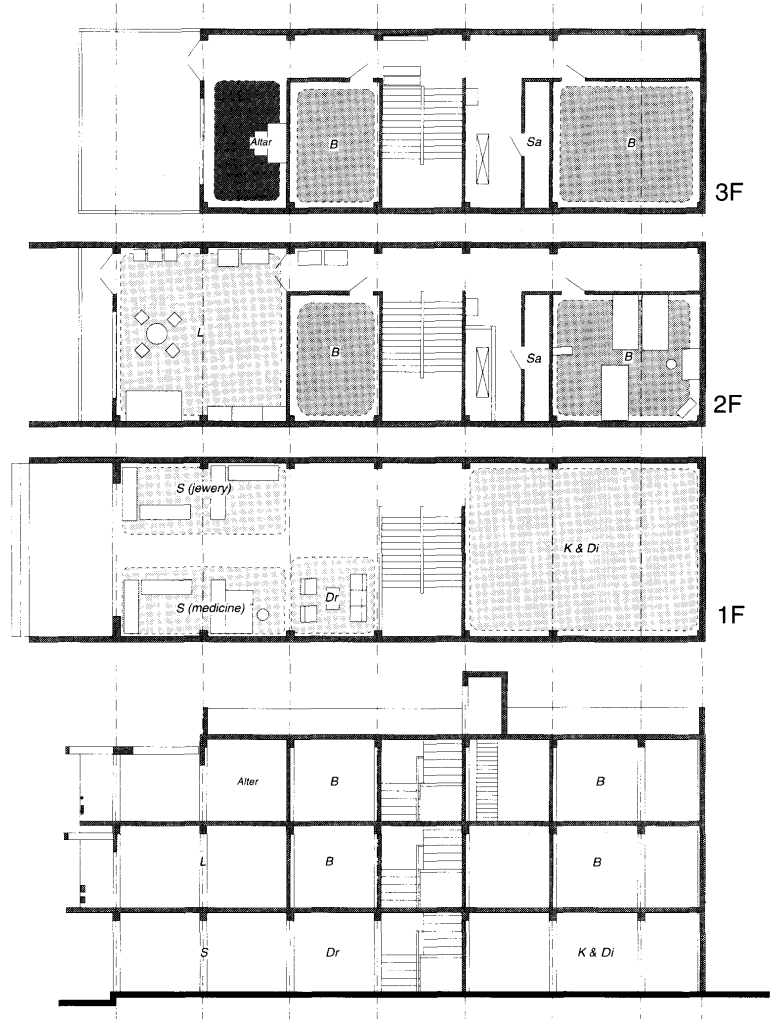 Altar
B
Sa
B
3F
L
B
Sa
B
2F
S (jewery)
K & Di
Dr
S (medicine)
1F
Alter
B
B
L
B
B
S
Dr
K & Di